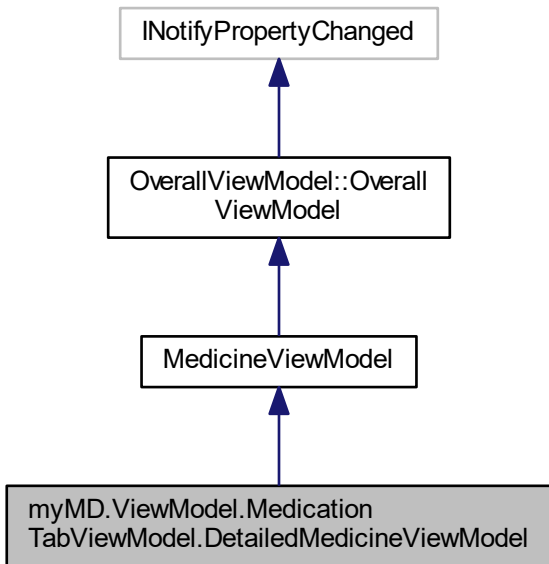 INotifyPropertyChanged
OverallViewModel::Overall
ViewModel
MedicineViewModel
myMD.ViewModel.Medication
TabViewModel.DetailedMedicineViewModel